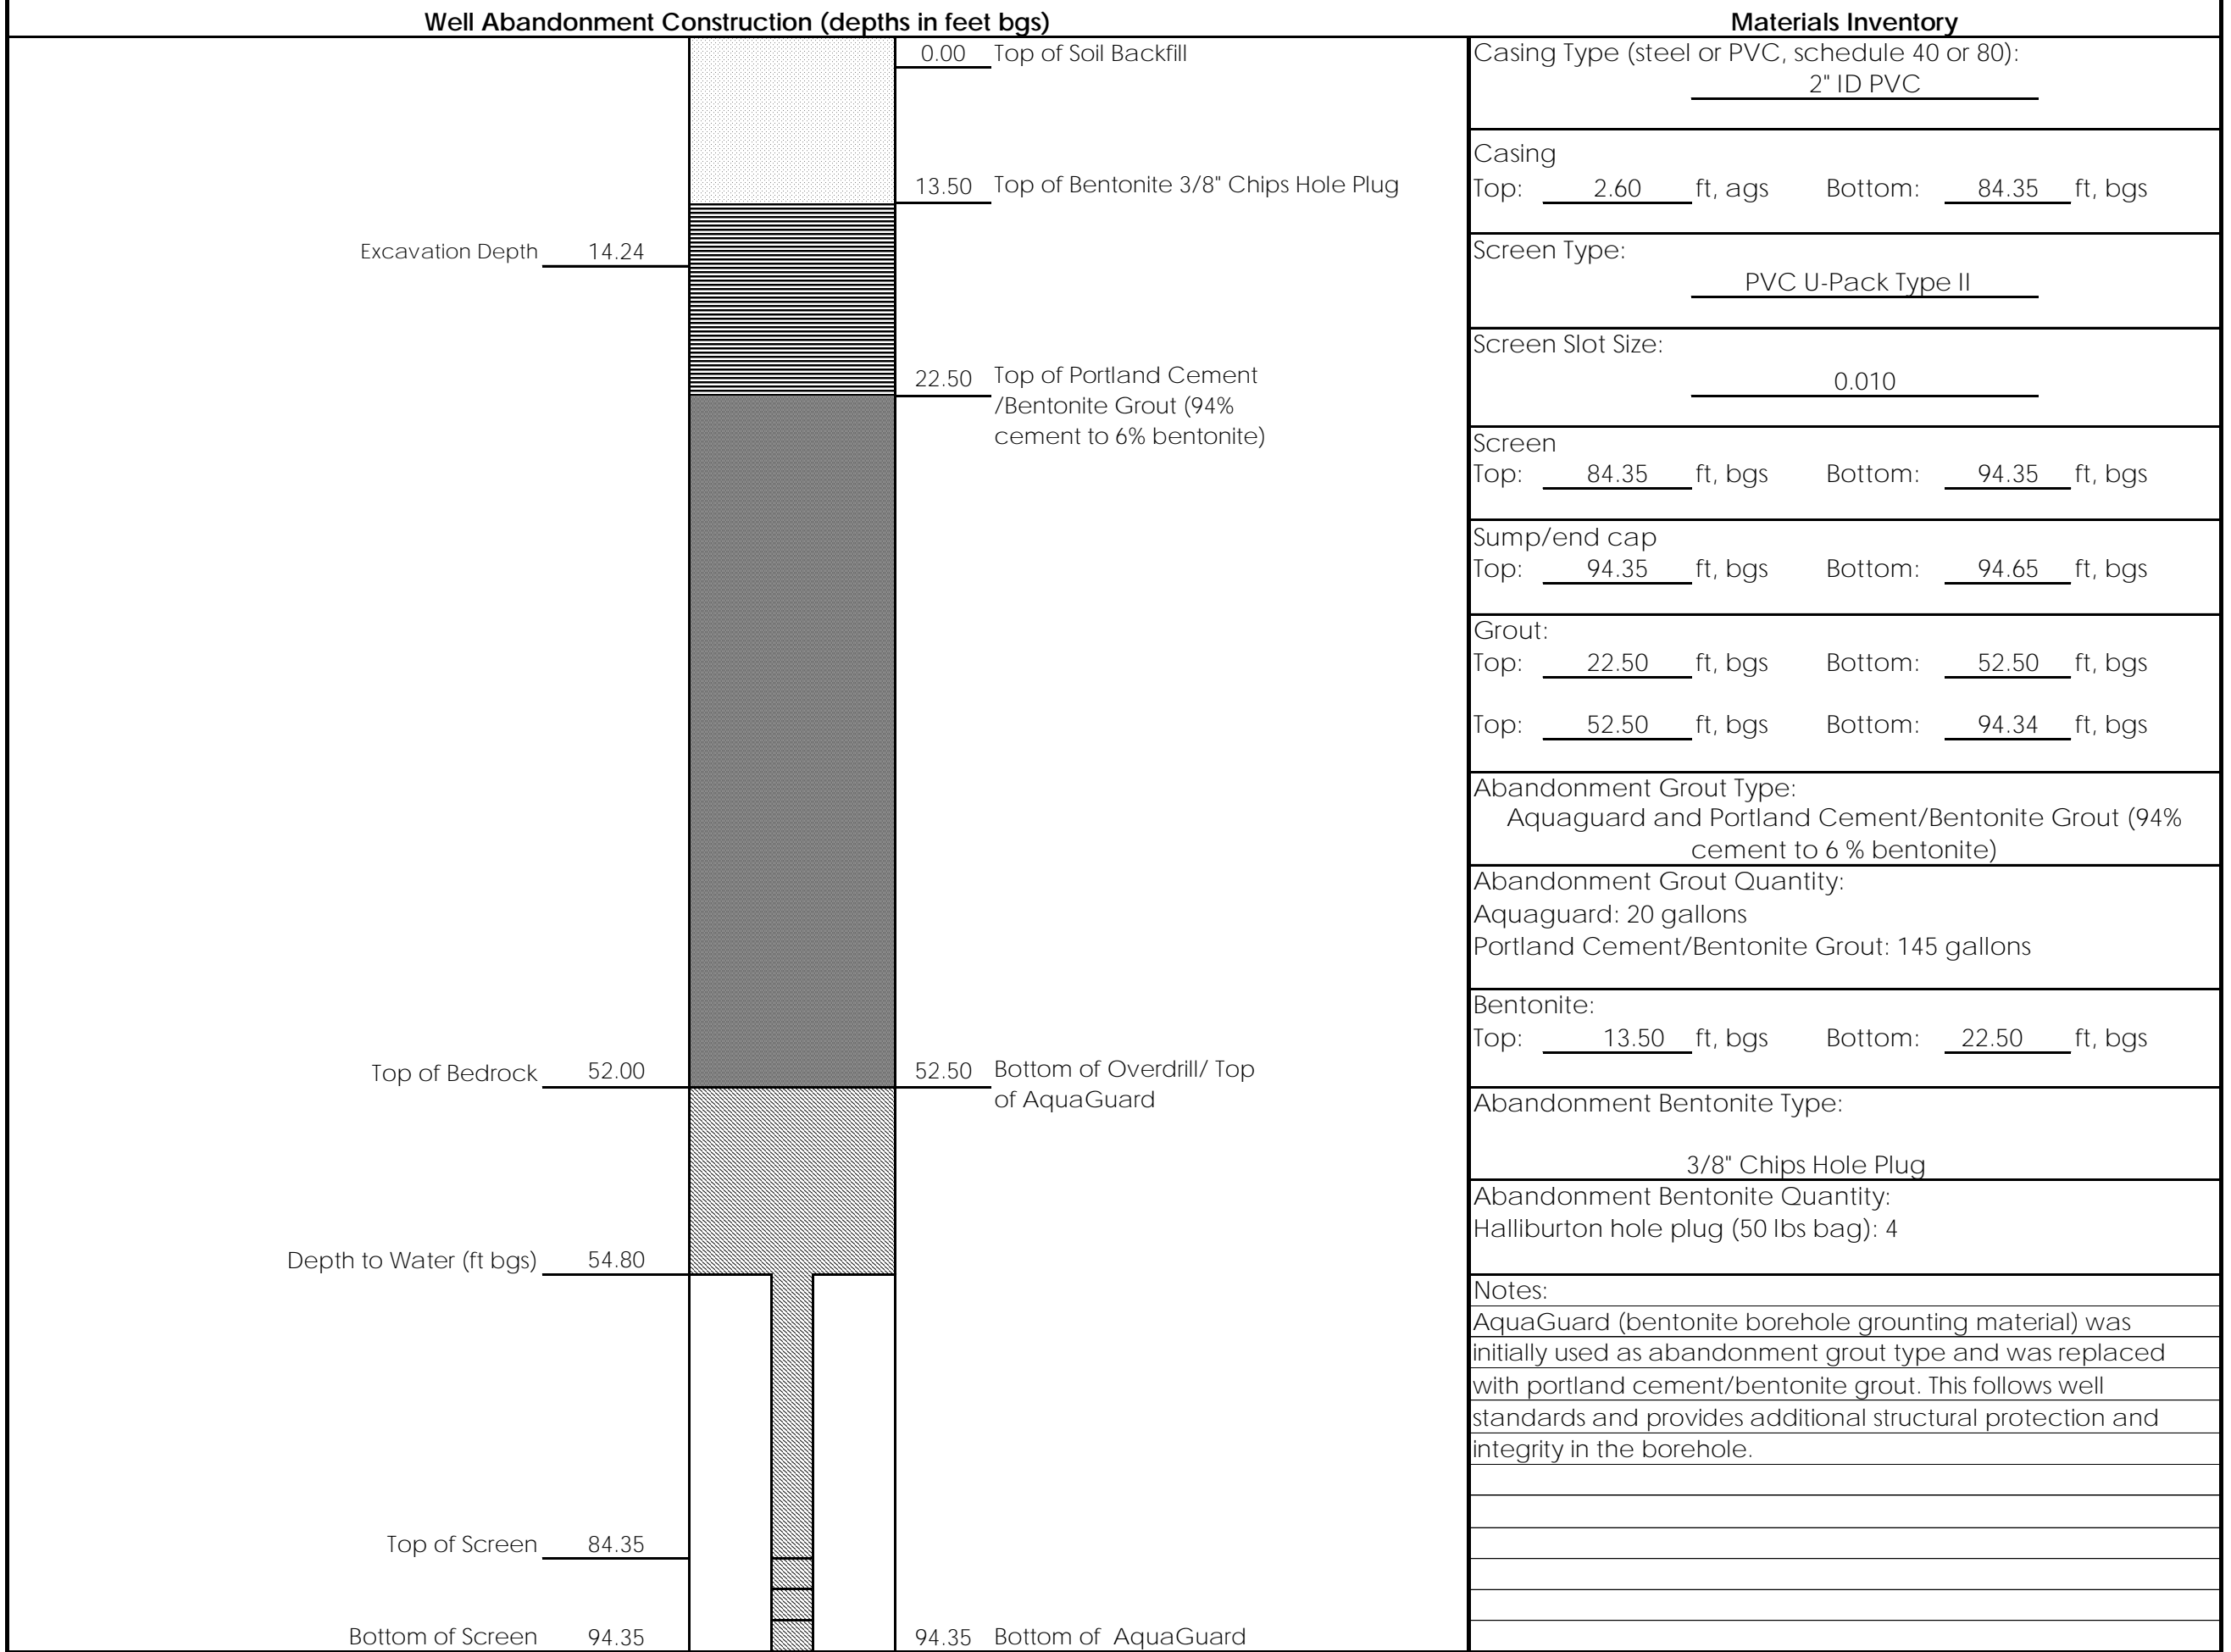 Well Abandonment Construction (depths in feet bgs)
0.00 Top of Soil Backfill
13.50 Top of Bentonite 3/8" Chips Hole Plug
Excavation Depth 14.24
22.50 Top of Portland Cement
/Bentonite Grout (94%
cement to 6% bentonite)
Top of Bedrock 52.00
52.50 Bottom of Overdrill/ Top
of AquaGuard
Depth to Water (ft bgs) 54.80
Top of Screen 84.35
Bottom of Screen 94.35
94.35 Bottom of AquaGuard
Materials Inventory
Casing Type (steel or PVC, schedule 40 or 80):
2" ID PVC
Casing
Top: 2.60 ft, ags Bottom: 84.35 ft, bgs
Screen Type:
PVC U-Pack Type II
Screen Slot Size:
0.010
Screen
Top: 84.35 ft, bgs Bottom: 94.35 ft, bgs
Sump/end cap
Top: 94.35 ft, bgs Bottom: 94.65 ft, bgs
Grout:
Top: 22.50 ft, bgs Bottom: 52.50 ft, bgs
Top: 52.50 ft, bgs Bottom: 94.34 ft, bgs
Abandonment Grout Type:
Aquaguard and Portland Cement/Bentonite Grout (94%
cement to 6 % bentonite)
Abandonment Grout Quantity:
Aquaguard: 20 gallons
Portland Cement/Bentonite Grout: 145 gallons
Bentonite:
Top: 13.50 ft, bgs Bottom: 22.50 ft, bgs
Abandonment Bentonite Type:
3/8" Chips Hole Plug
Abandonment Bentonite Quantity:
Halliburton hole plug (50 lbs bag): 4
Notes:
AquaGuard (bentonite borehole grounting material) was
initially used as abandonment grout type and was replaced
with portland cement/bentonite grout. This follows well
standards and provides additional structural protection and
integrity in the borehole.